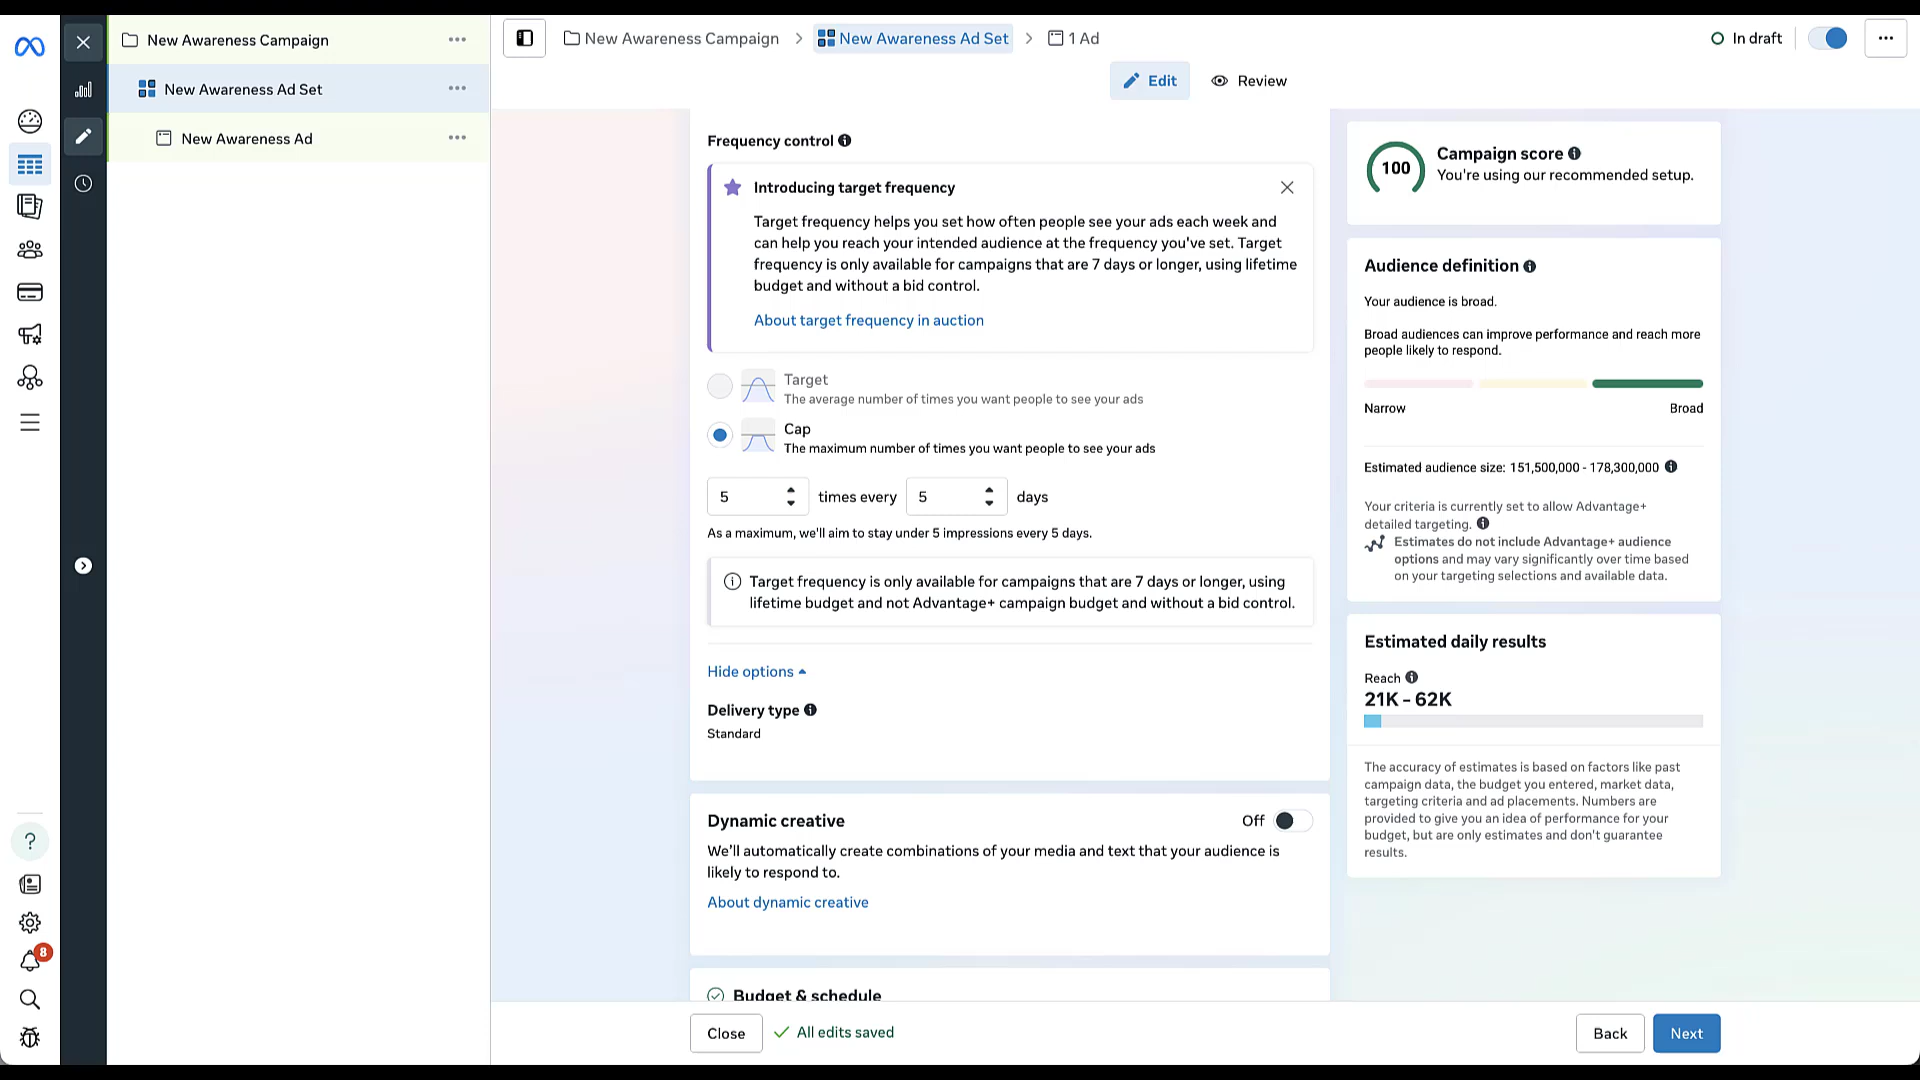 New Awareness Campaign
New Awareness Ad Set
New Awareness Ad
8
New Awareness Campaign
New Awareness Ad Set
1 Ad
In draft
Edit
Review
Frequency control
Introducing target frequency
Target frequency helps you set how often people see your ads each week and
can help you reach your intended audience at the frequency you've set. Target
frequency is only available for campaigns that are 7 days or longer, using lifetime
budget and without a bid control.
About target frequency in auction
Target
The average number of times you want people to see your ads
Cap
The maximum number of times you want people to see your ads
5 times every 5 days
As a maximum, we'll aim to stay under 5 impressions every 5 days.
Target frequency is only available for campaigns that are 7 days or longer, using
lifetime budget and not Advantage+ campaign budget and without a bid control.
Hide options
Delivery type
Standard
Dynamic creative
Off
We'll automatically create combinations of your media and text that your audience is
likely to respond to.
About dynamic creative
Budget & schedule
Close
All edits saved
Back
Next
100
Campaign score
You're using our recommended setup.
Audience definition
Your audience is broad.
Broad audiences can improve performance and reach more
people likely to respond.
Narrow
Broad
Estimated audience size: 151,500,000 - 178,300,000
Your criteria is currently set to allow Advantage+
detailed targeting.
Estimates do not include Advantage+ audience
options and may vary significantly over time based
on your targeting selections and available data.
Estimated daily results
Reach
21K - 62K
The accuracy of estimates is based on factors like past
campaign data, the budget you entered, market data,
targeting criteria and ad placements. Numbers are
provided to give you an idea of performance for your
budget, but are only estimates and don't guarantee
results.